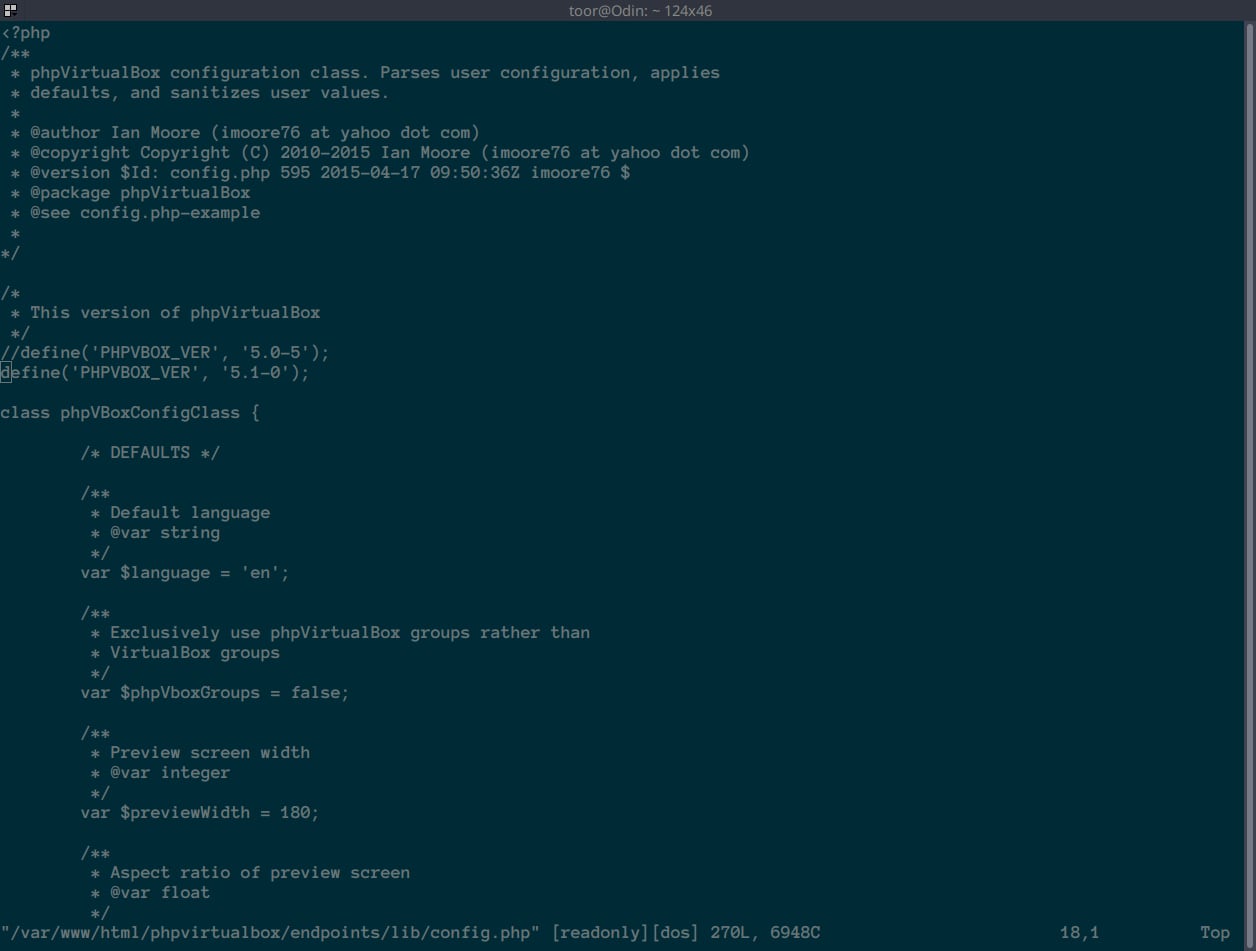 toor@Odin: ~ 124x46
<?php
/**
 * phpVirtualBox configuration class. Parses user configuration, applies
 * defaults, and sanitizes user values.
 *
 * @author Ian Moore (imoore76 at yahoo dot com)
 * @copyright Copyright (C) 2010-2015 Ian Moore (imoore76 at yahoo dot com)
 * @version $Id: config.php 595 2015-04-17 09:50:36Z imoore76 $
 * @package phpVirtualBox
 * @see config.php-example
 *
*/

/*
 * This version of phpVirtualBox
 */
//define('PHPVBOX_VER', '5.0-5');
define('PHPVBOX_VER', '5.1-0');

class phpVBoxConfigClass {

        /* DEFAULTS */

        /**
         * Default language
         * @var string
         */
        var $language = 'en';

        /**
         * Exclusively use phpVirtualBox groups rather than
         * VirtualBox groups
         */
        var $phpVboxGroups = false;

        /**
         * Preview screen width
         * @var integer
         */
        var $previewWidth = 180;

        /**
         * Aspect ratio of preview screen
         * @var float
         */
"/var/www/html/phpvirtualbox/endpoints/lib/config.php" [readonly][dos] 270L, 6948C 18,1 Top